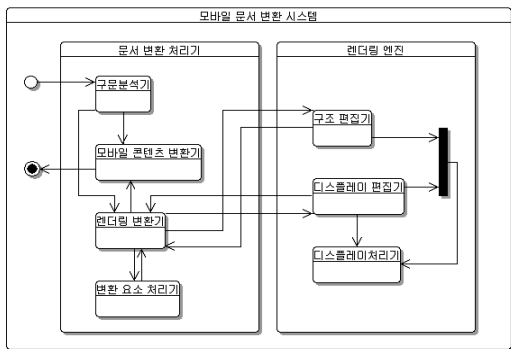 모바일 문서 변환 시스템
문서 변환 처리기
렌더링 엔진
구문분석기
구조 편집기
모바일 콘텐츠 변환기
디스플레이 편집기
렌더링 변환기
디스플레이처리기
변환 요소 처리기